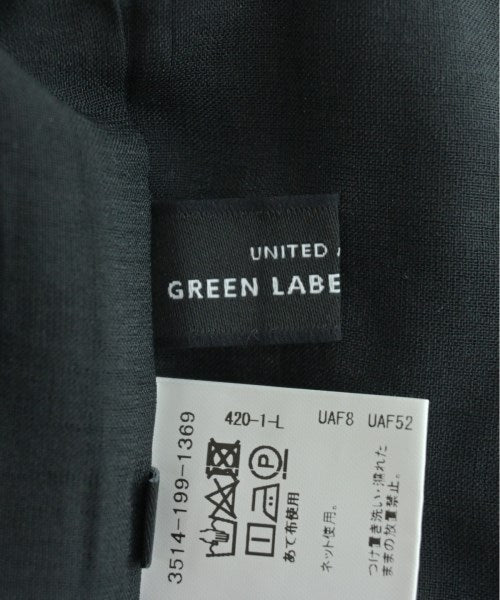 UNITED A
GREEN LABE
3514-199-1369
420-1-L
UAF8 UAF52
あて布使用
ネット使用。
つけ置き洗い・濡れた
ままの放置禁止。